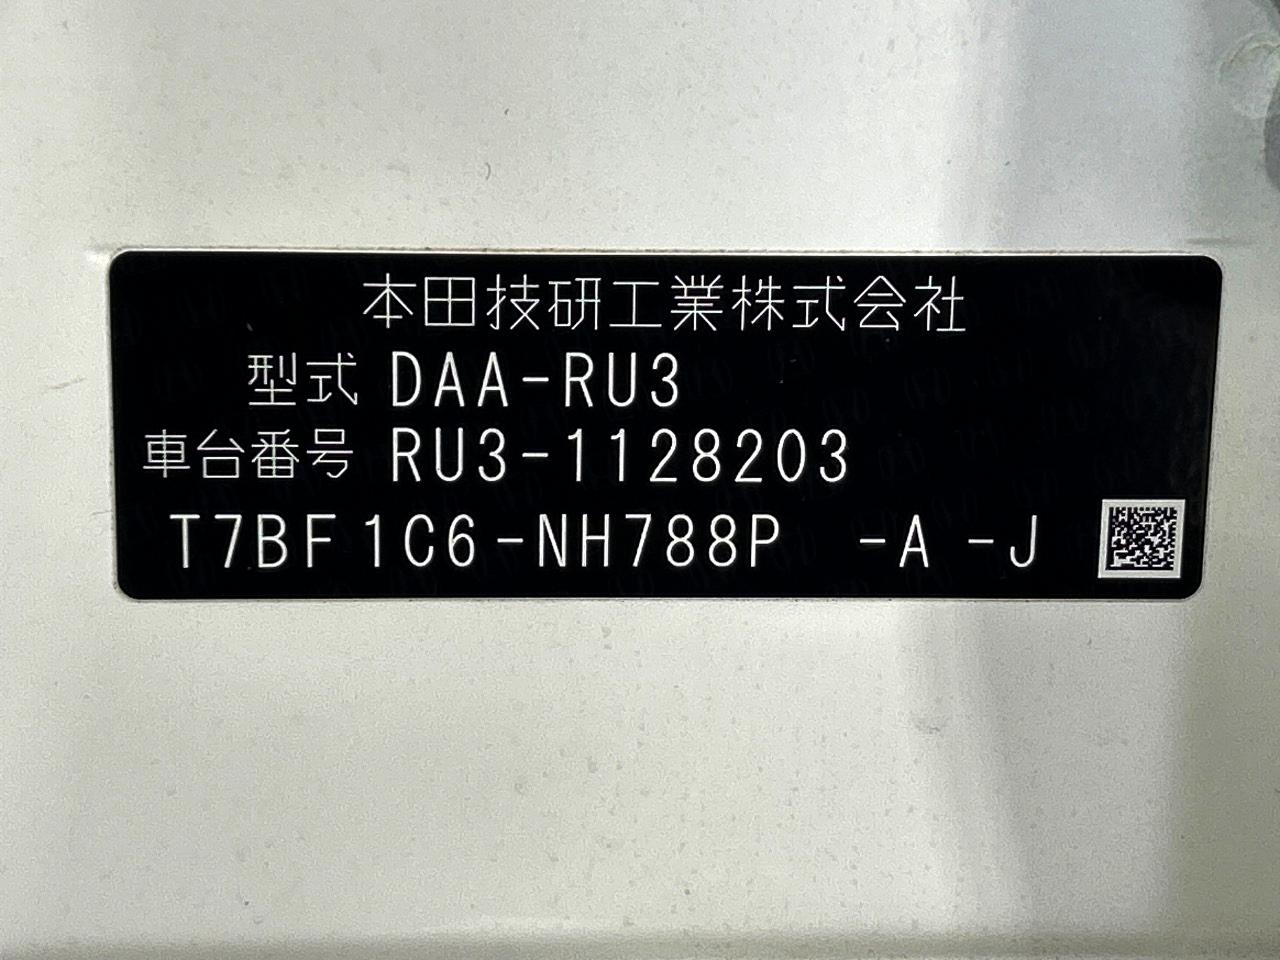 本田技研工業株式会社
型式 DAA-RU3
車台番号 RU3-1128203
T7BF1C6-NH788P -A -J